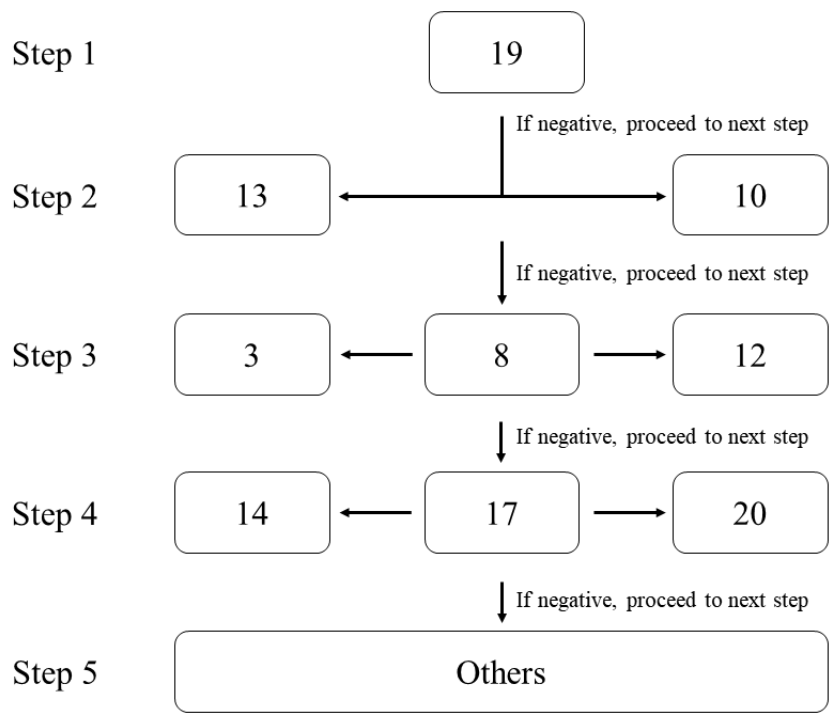 Step 1
19
If negative, proceed to next step
Step 2
13
10
If negative, proceed to next step
Step 3
3
8
12
If negative, proceed to next step
Step 4
14
17
20
If negative, proceed to next step
Step 5
Others